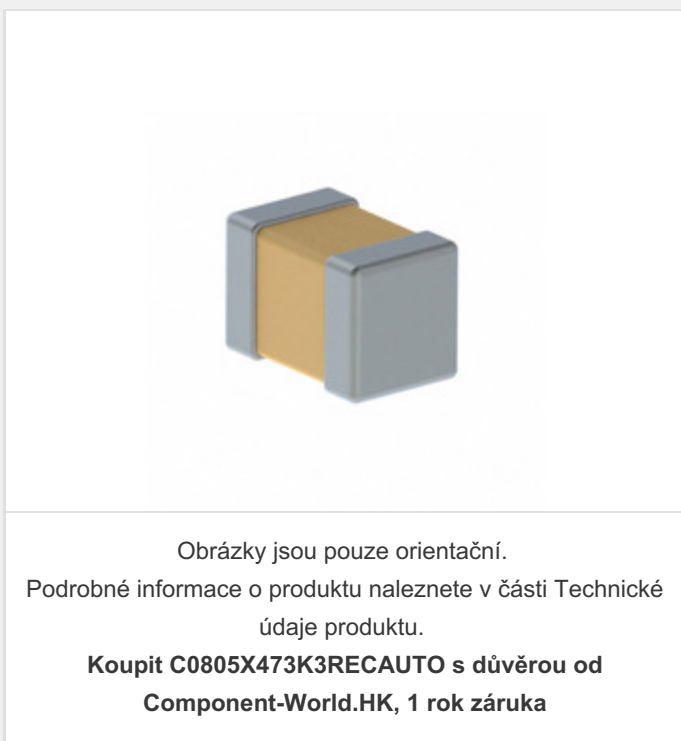 Obrázky jsou pouze orientační.
Podrobné informace o produktu naleznete v části Technické
údaje produktu.
Koupit C0805X473K3RECAUTO s důvěrou od
Component-World.HK, 1 rok záruka